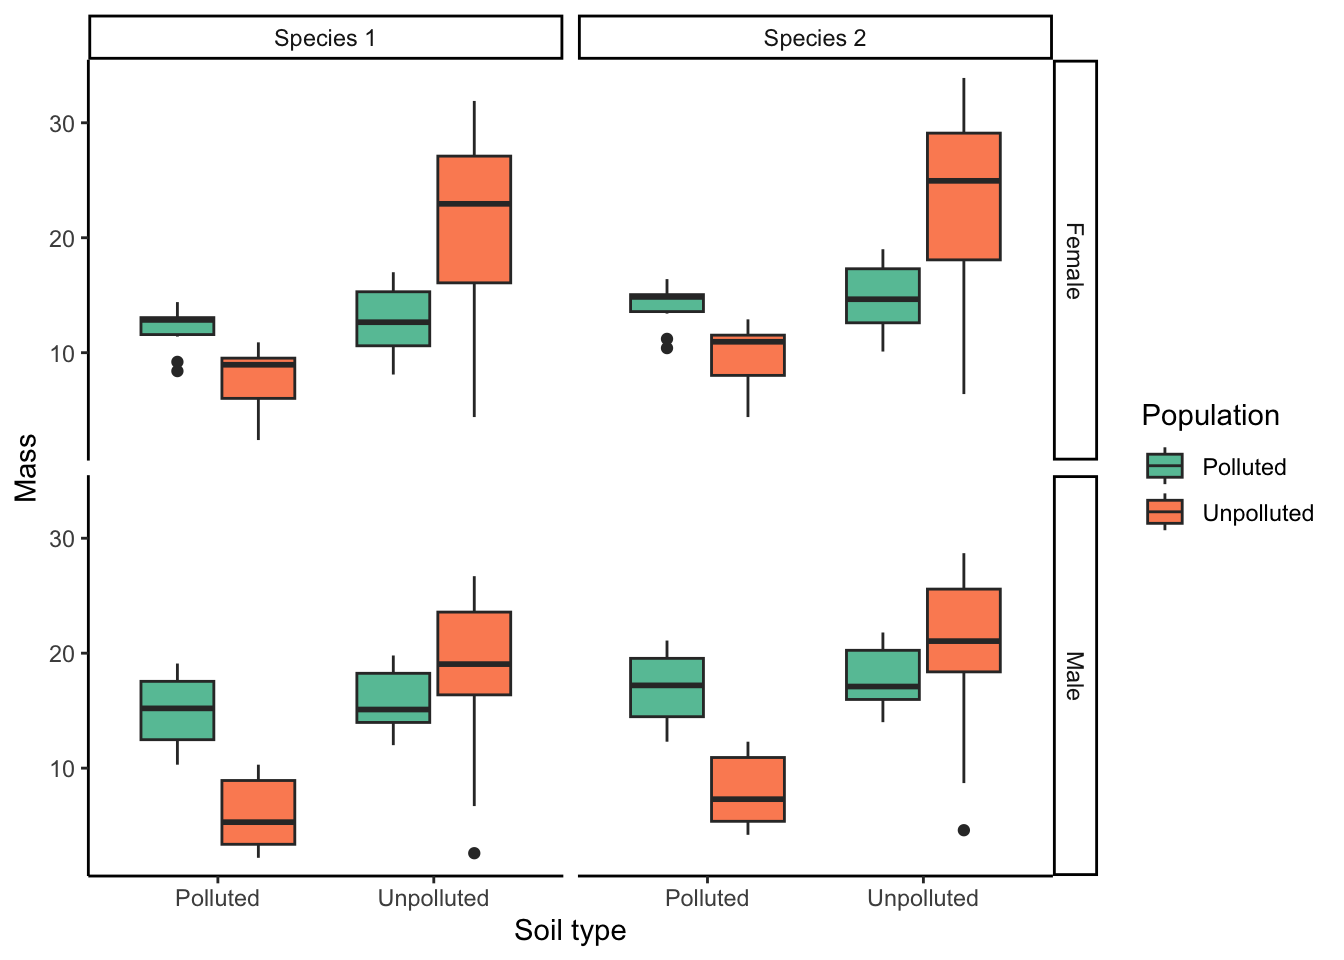 Species 1
Species 2
30
20
10
Female
Mass
30
20
10
Male
Polluted
Unpolluted
Polluted
Unpolluted
Soil type
Population
Polluted
Unpolluted